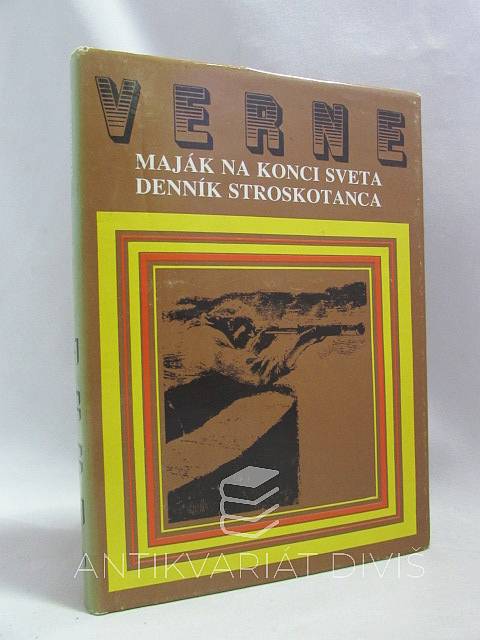 VERNE
MAJÁK NA KONCI SVETA
DENNÍK STROSKOTANCA
ANTIKVARIÁT DIVIŠ